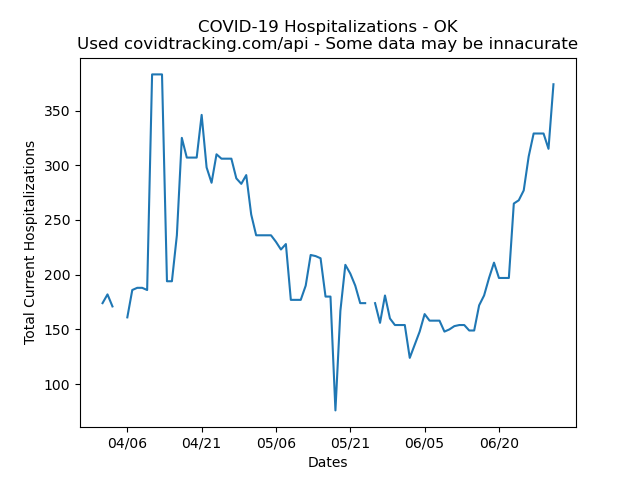 COVID-19 Hospitalizations - OK
Used covidtracking.com/api - Some data may be innacurate
350
300
250
200
150
100
Total Current Hospitalizations
04/06 04/21 05/06 05/21 06/05 06/20
Dates